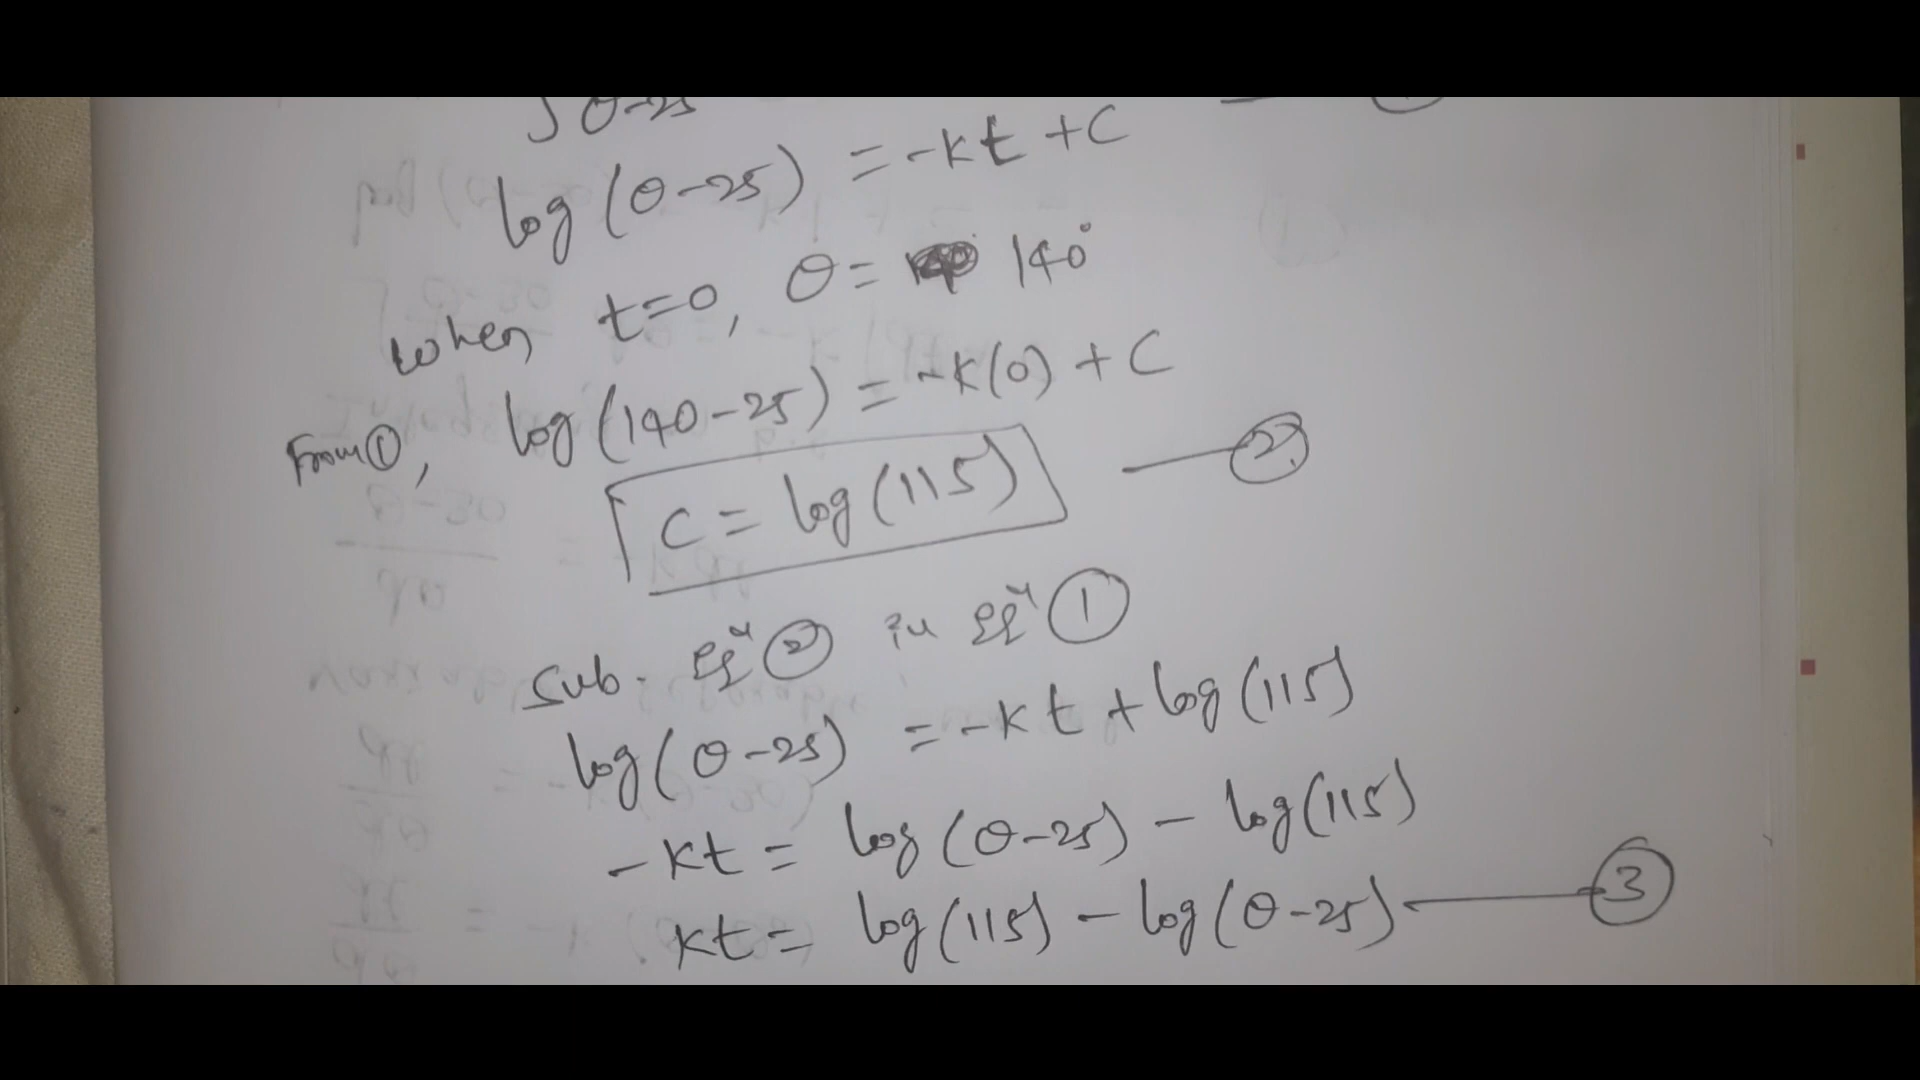 ∫ θ-25
log (θ-25) = -kt + C
when t=0, θ = 140°
From ①, log (140-25) = -k(0) + C
C = log (115) — ②
Sub. Eqⁿ ② in Eqⁿ ①
log (θ-25) = -kt + log (115)
-kt = log (θ-25) - log (115)
kt = log (115) - log (θ-25) — ③